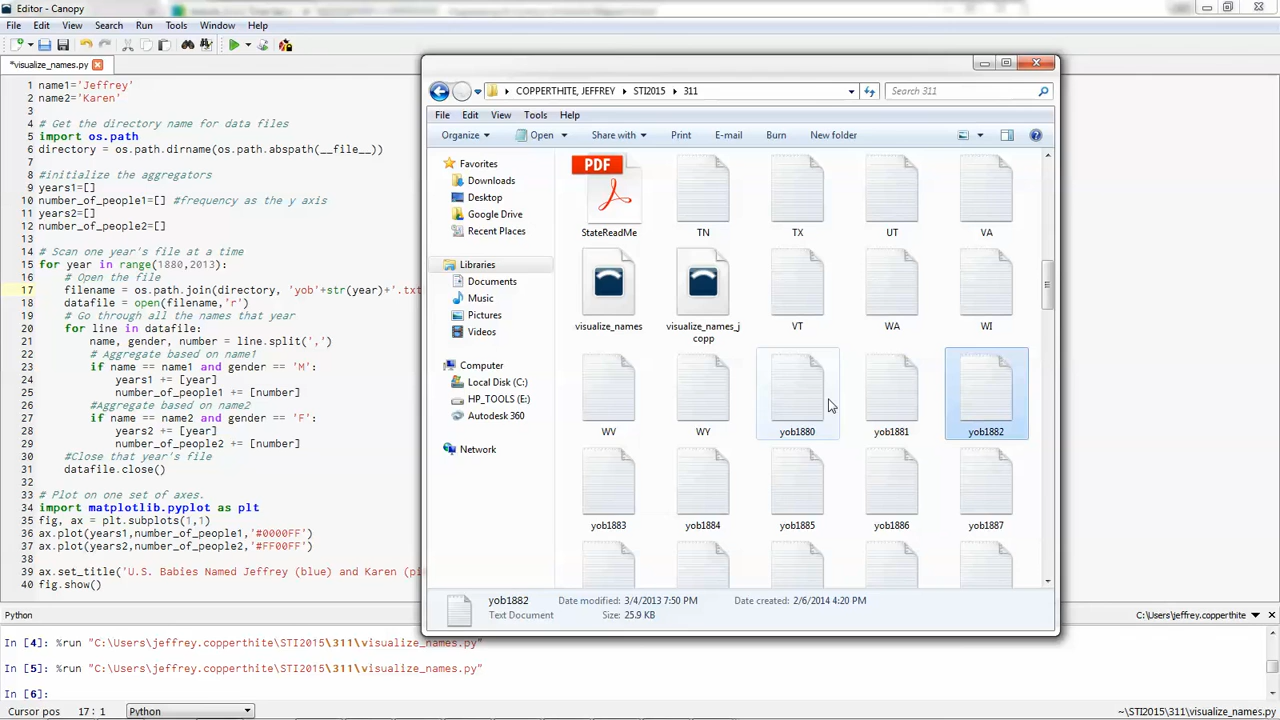 Editor - Canopy
File Edit View Search Run Tools Window Help
*visualize_names.py
1 name1='Jeffrey'
2 name2='Karen'
3
4 # Get the directory name for data files
5 import os.path
6 directory = os.path.dirname(os.path.abspath(__file__))
7
8 #initialize the aggregators
9 years1=[]
10 number_of_people1=[] #frequency as the y axis
11 years2=[]
12 number_of_people2=[]
13
14 # Scan one year's file at a time
15 for year in range(1880,2013):
16 # Open the file
17 filename = os.path.join(directory, 'yob'+str(year)+'.txt
18 datafile = open(filename,'r')
19 # Go through all the names that year
20 for line in datafile:
21 name, gender, number = line.split(',')
22 # Aggregate based on name1
23 if name == name1 and gender == 'M':
24 years1 += [year]
25 number_of_people1 += [number]
26 #Aggregate based on name2
27 if name == name2 and gender == 'F':
28 years2 += [year]
29 number_of_people2 += [number]
30 #Close that year's file
31 datafile.close()
32
33 # Plot on one set of axes.
34 import matplotlib.pyplot as plt
35 fig, ax = plt.subplots(1,1)
36 ax.plot(years1,number_of_people1,'#0000FF')
37 ax.plot(years2,number_of_people2,'#FF00FF')
38
39 ax.set_title('U.S. Babies Named Jeffrey (blue) and Karen (pi
40 fig.show()
COPPERTHITE, JEFFREY STI2015 311
Search 311
File Edit View Tools Help
Organize Open Share with Print E-mail Burn New folder
Favorites
Downloads
Desktop
Google Drive
Recent Places
Libraries
Documents
Music
Pictures
Videos
Computer
Local Disk (C:)
HP_TOOLS (E:)
Autodesk 360
Network
PDF
StateReadMe TN TX UT VA
visualize_names visualize_names_j
copp VT WA WI
WV WY yob1880 yob1881 yob1882
yob1883 yob1884 yob1885 yob1886 yob1887
yob1882 Date modified: 3/4/2013 7:50 PM Date created: 2/6/2014 4:20 PM
Text Document Size: 25.9 KB
Python C:\Users\jeffrey.copperthite
In [4]: %run "C:\Users\jeffrey.copperthite\STI2015\311\visualize_names.py"
In [5]: %run "C:\Users\jeffrey.copperthite\STI2015\311\visualize_names.py"
In [6]:
Cursor pos 17 : 1 Python ~\STI2015\311\visualize_names.py